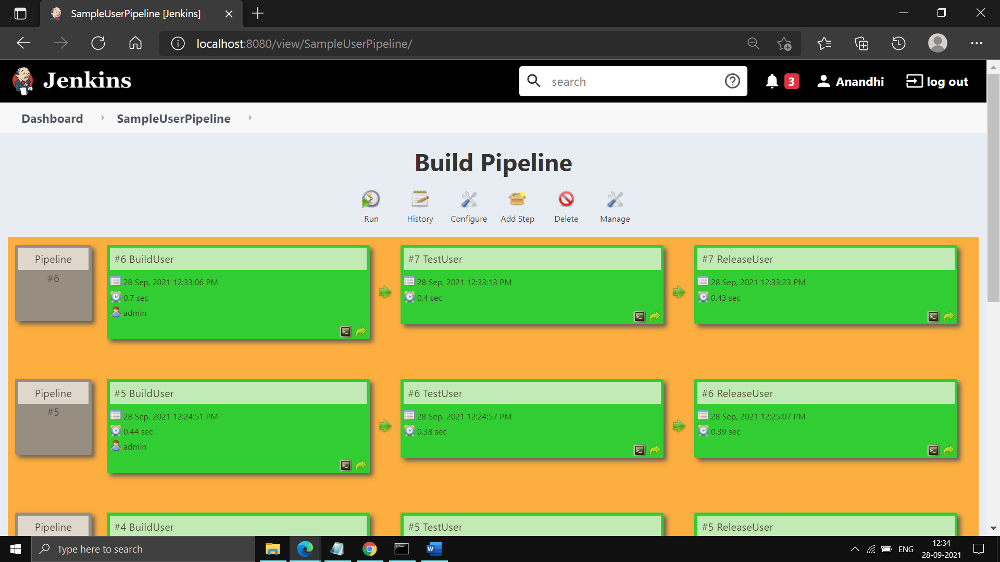 SampleUserPipeline [Jenkins]
localhost:8080/view/SampleUserPipeline/
Jenkins
search
3
Anandhi
log out
Dashboard
SampleUserPipeline
Build Pipeline
Run
History
Configure
Add Step
Delete
Manage
Pipeline
#6
#6 BuildUser
28 Sep, 2021 12:33:06 PM
0.7 sec
admin
#7 TestUser
28 Sep, 2021 12:33:13 PM
0.4 sec
#7 ReleaseUser
28 Sep, 2021 12:33:23 PM
0.43 sec
Pipeline
#5
#5 BuildUser
28 Sep, 2021 12:24:51 PM
0.44 sec
admin
#6 TestUser
28 Sep, 2021 12:24:57 PM
0.38 sec
#6 ReleaseUser
28 Sep, 2021 12:25:07 PM
0.39 sec
Pipeline
#4 BuildUser
#5 TestUser
#5 ReleaseUser
Type here to search
ENG
12:34
28-09-2021